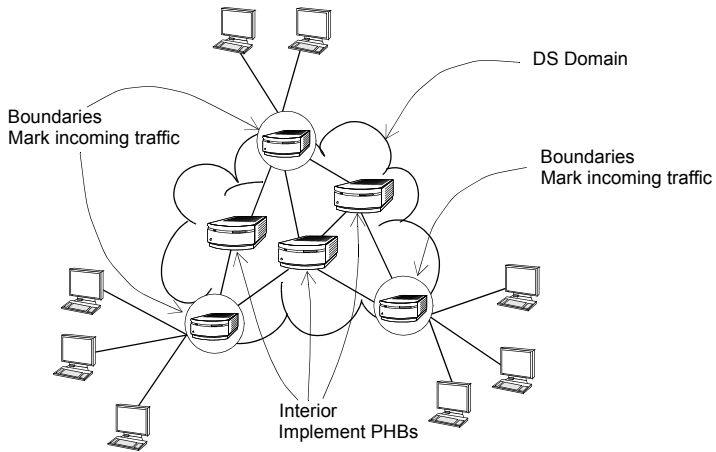 DS Domain
Boundaries
Mark incoming traffic
Boundaries
Mark incoming traffic
Interior
Implement PHBs